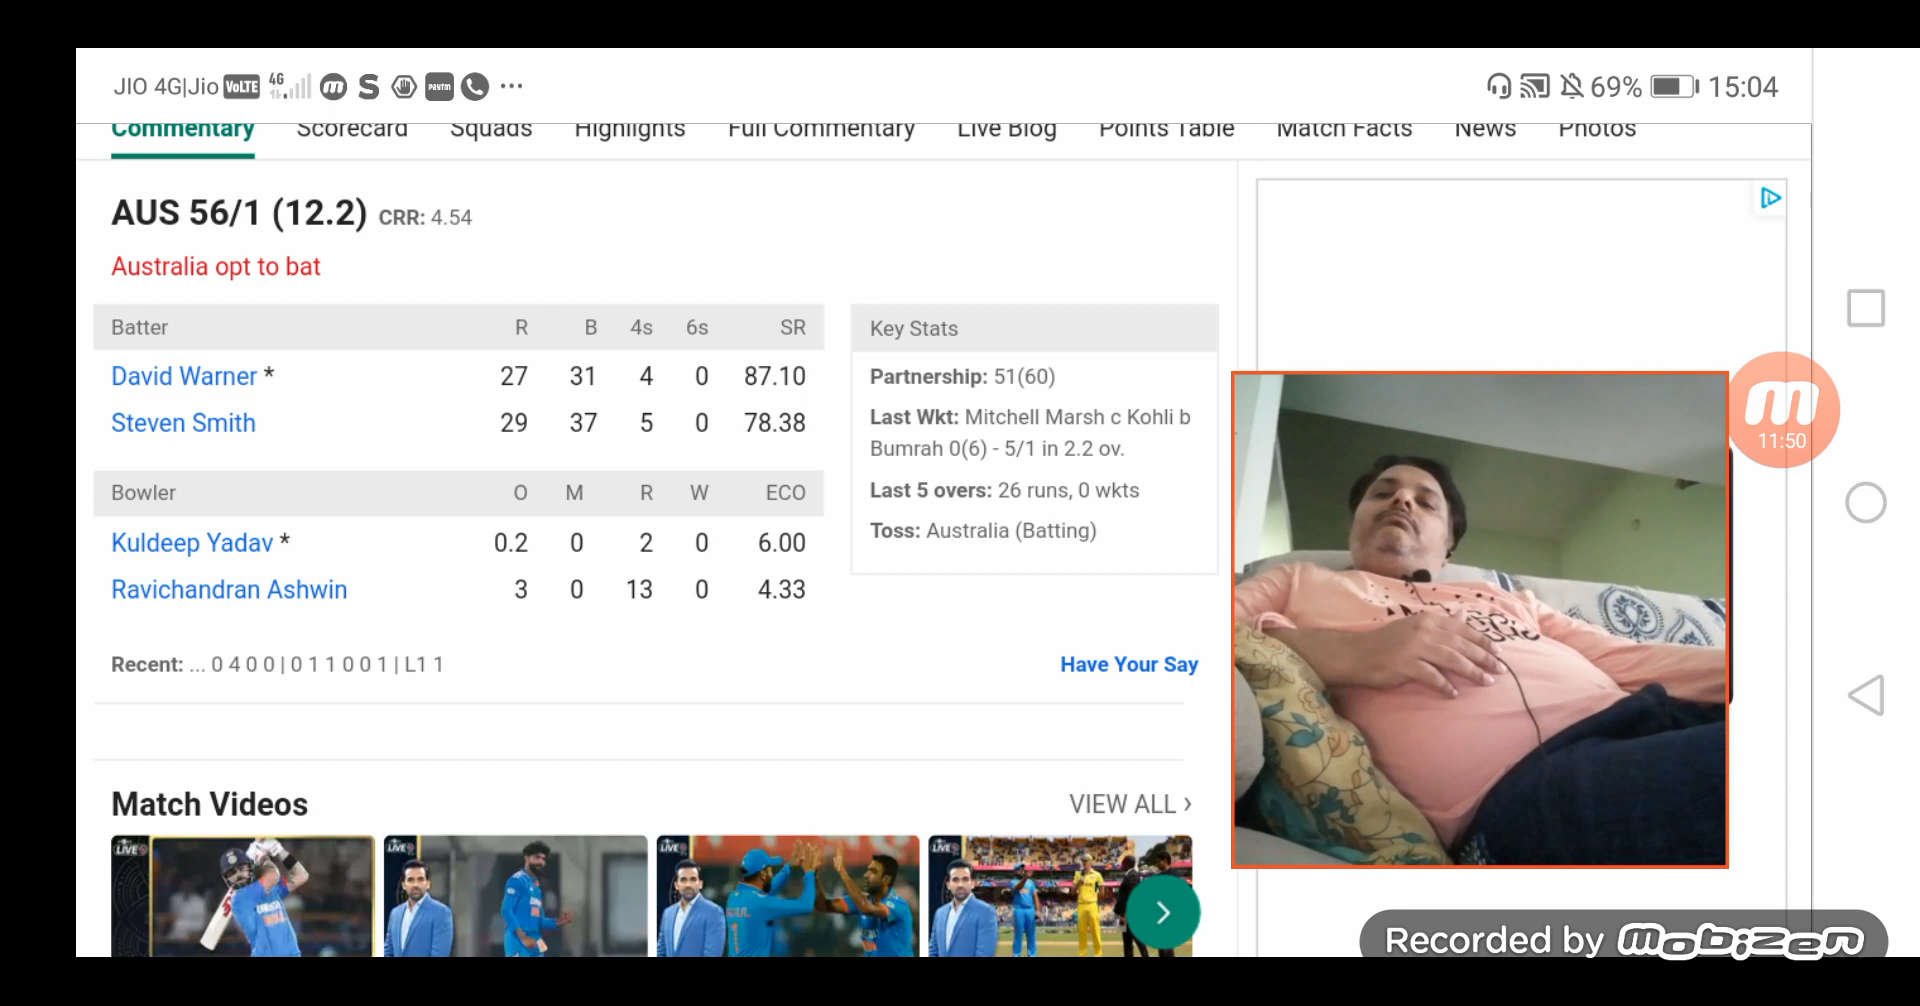 JIO 4G|Jio VoLTE 4G m S paytm ... 69% 15:04
Commentary Scorecard Squads Highlights Full Commentary Live Blog Points Table Match Facts News Photos
AUS 56/1 (12.2) CRR: 4.54
Australia opt to bat
Batter R B 4s 6s SR
David Warner * 27 31 4 0 87.10
Steven Smith 29 37 5 0 78.38
Bowler O M R W ECO
Kuldeep Yadav * 0.2 0 2 0 6.00
Ravichandran Ashwin 3 0 13 0 4.33
Recent: ... 0 4 0 0 | 0 1 1 0 0 1 | L1 1
Have Your Say
Key Stats
Partnership: 51(60)
Last Wkt: Mitchell Marsh c Kohli b
Bumrah 0(6) - 5/1 in 2.2 ov.
Last 5 overs: 26 runs, 0 wkts
Toss: Australia (Batting)
m
11:50
Match Videos
VIEW ALL ›
LIVE
LIVE
LIVE
LIVE
Recorded by Mobizen